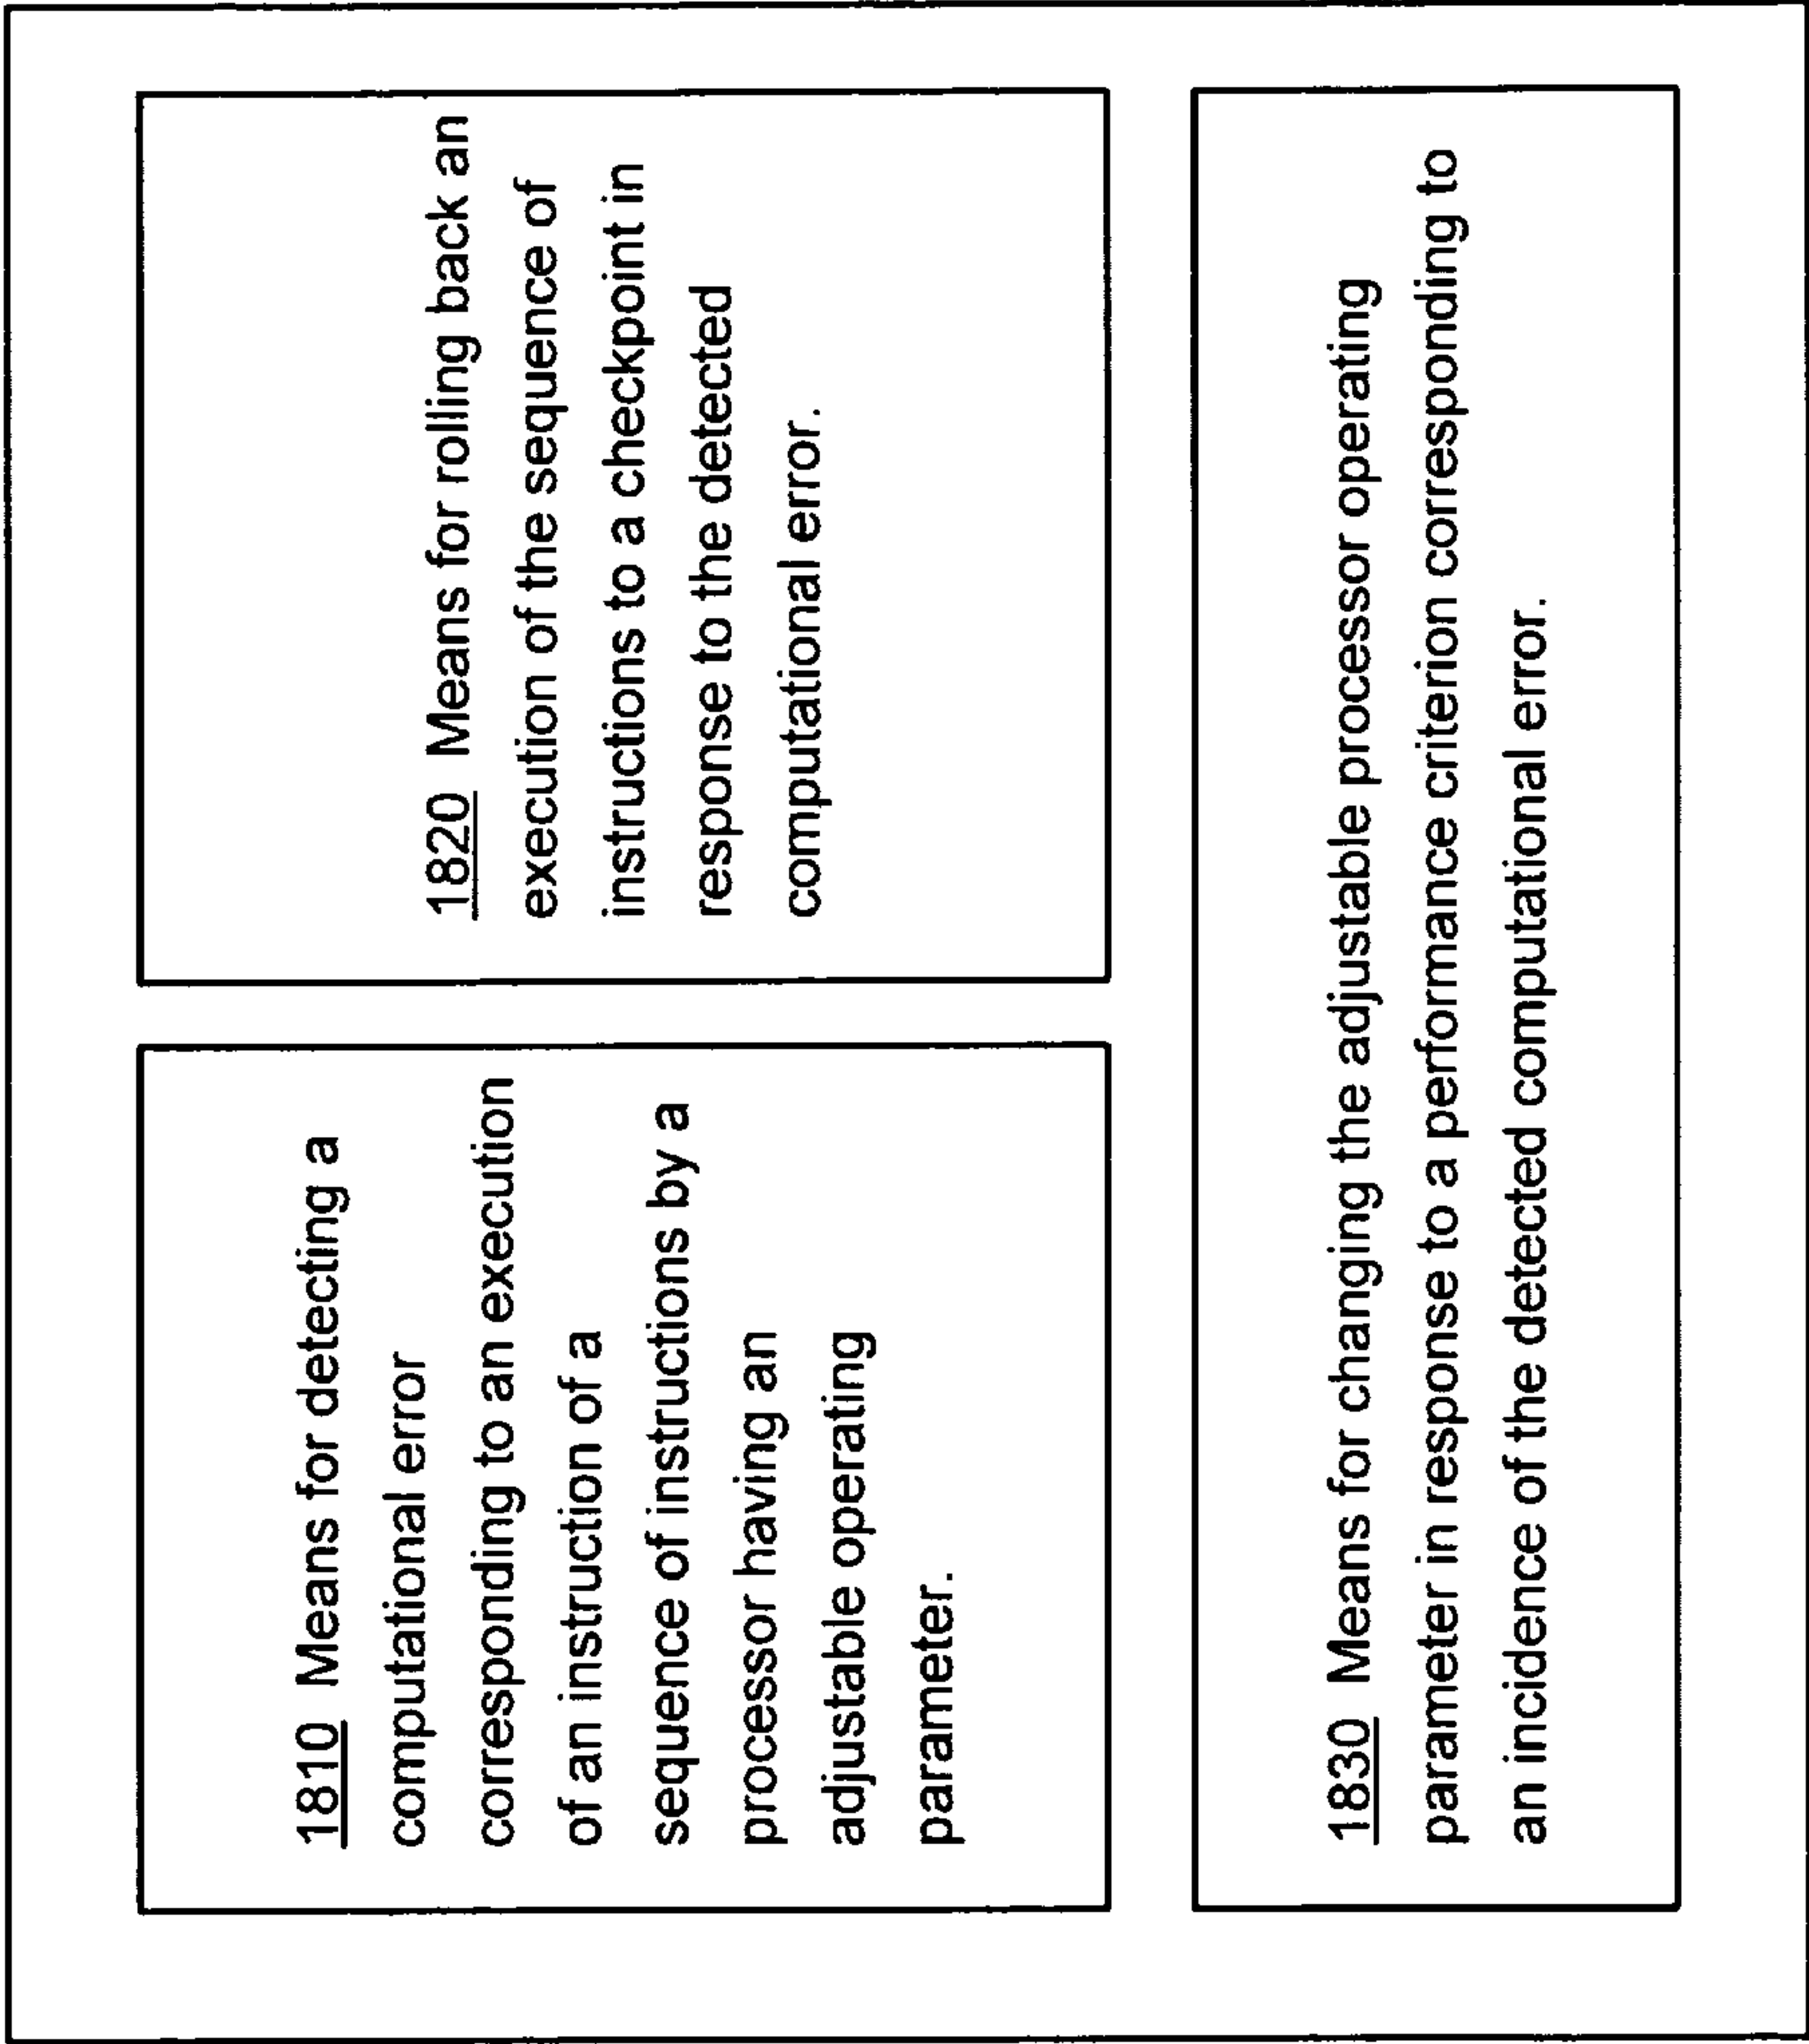 1810 Means for detecting a
computational error
corresponding to an execution
of an instruction of a
sequence of instructions by a
processor having an
adjustable operating
parameter.
1820 Means for rolling back an
execution of the sequence of
instructions to a checkpoint in
response to the detected
computational error.
1830 Means for changing the adjustable processor operating
parameter in response to a performance criterion corresponding to
an incidence of the detected computational error.